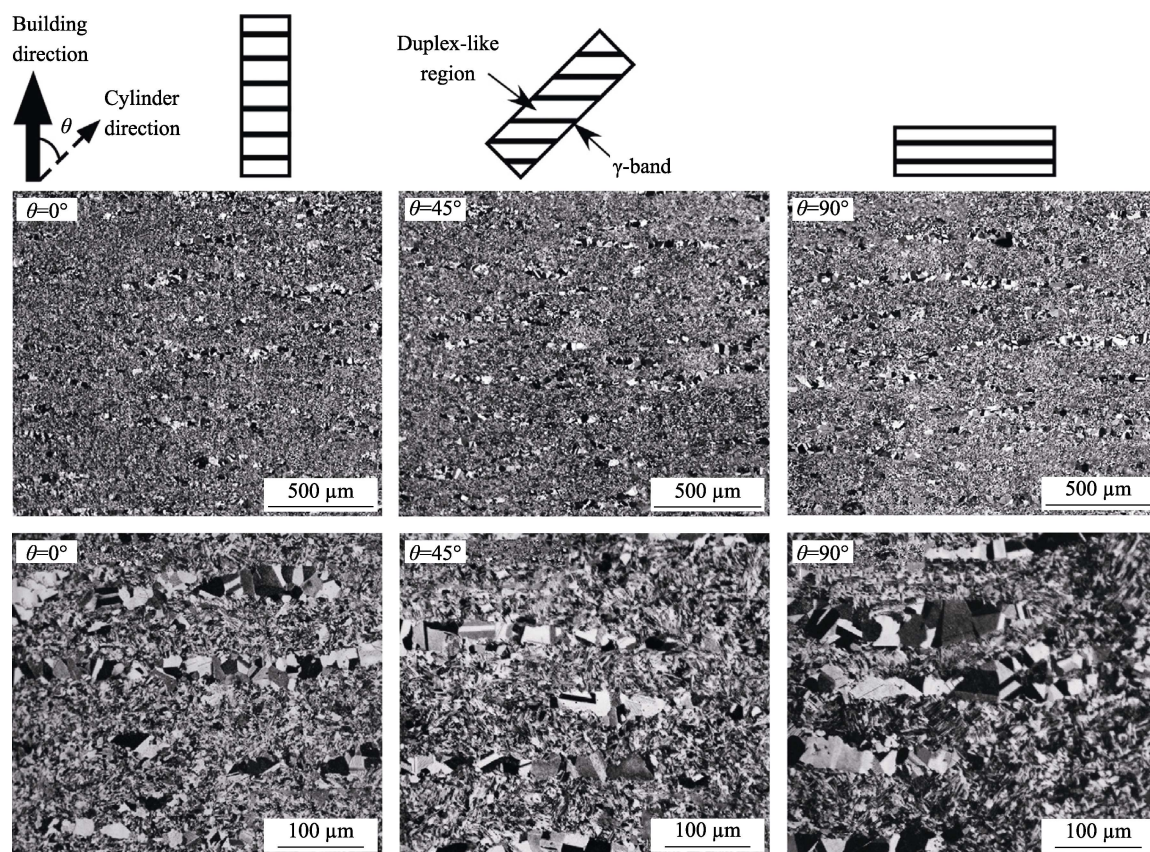 Building
direction
θ
Cylinder
direction
Duplex-like
region
γ-band
θ=0°
500 μm
θ=45°
500 μm
θ=90°
500 μm
θ=0°
100 μm
θ=45°
100 μm
θ=90°
100 μm